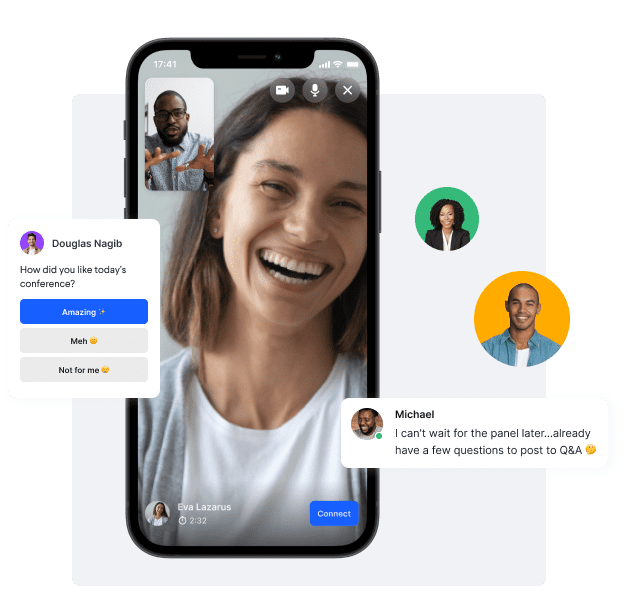 17:41
Douglas Nagib
How did you like today's
conference?
Amazing ✨
Meh 😐
Not for me 😔
Michael
I can't wait for the panel later...already
have a few questions to post to Q&A 🤔
Eva Lazarus
2:32
Connect